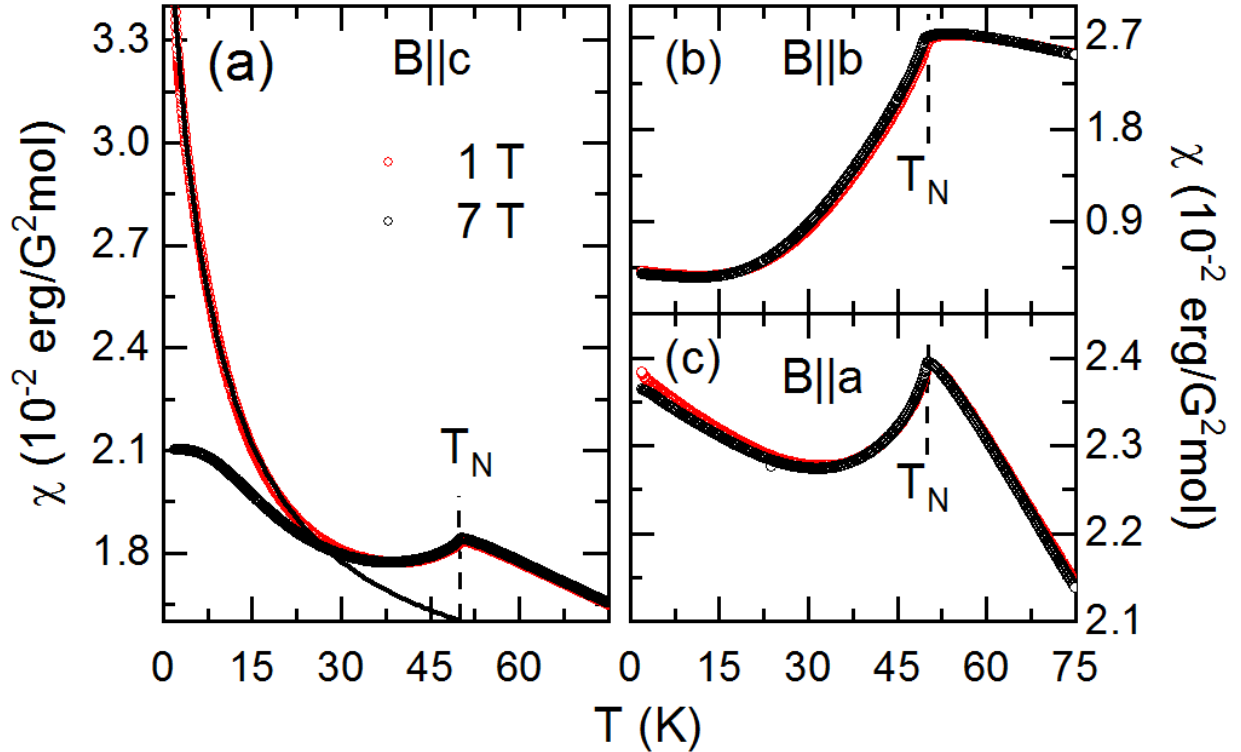 (a)
B||c
1 T
7 T
T_N
3.3
3.0
2.7
2.4
2.1
1.8
χ (10⁻² erg/G²mol)
0 15 30 45 60
(b)
B||b
T_N
2.7
1.8
0.9
(c)
B||a
T_N
2.4
2.3
2.2
2.1
χ (10⁻² erg/G²mol)
0 15 30 45 60 75
T (K)